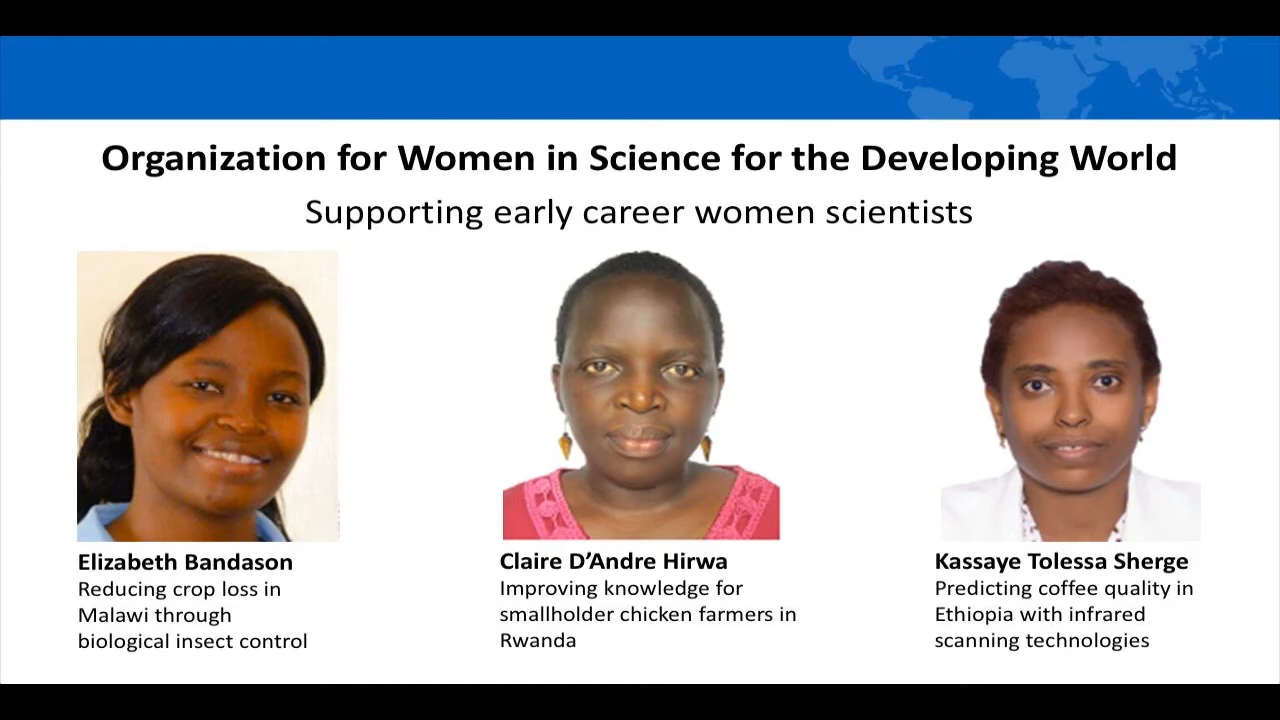 Organization for Women in Science for the Developing World
Supporting early career women scientists
Elizabeth Bandason
Reducing crop loss in
Malawi through
biological insect control
Claire D’Andre Hirwa
Improving knowledge for
smallholder chicken farmers in
Rwanda
Kassaye Tolessa Sherge
Predicting coffee quality in
Ethiopia with infrared
scanning technologies